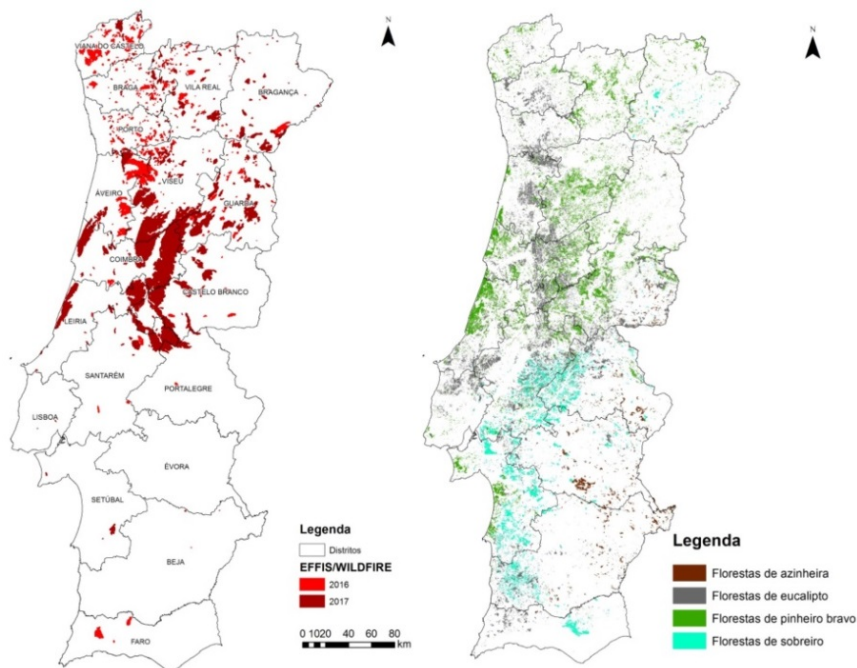 N
VIANA DO CASTELO
BRAGA
VILA REAL
BRAGANÇA
PORTO
AVEIRO
VISEU
GUARDA
COIMBRA
CASTELO BRANCO
LEIRIA
SANTARÉM
PORTALEGRE
LISBOA
ÉVORA
SETÚBAL
BEJA
FARO
Legenda
Distritos
EFFIS/WILDFIRE
2016
2017
0 1020 40 60 80
km
N
Legenda
Florestas de azinheira
Florestas de eucalipto
Florestas de pinheiro bravo
Florestas de sobreiro